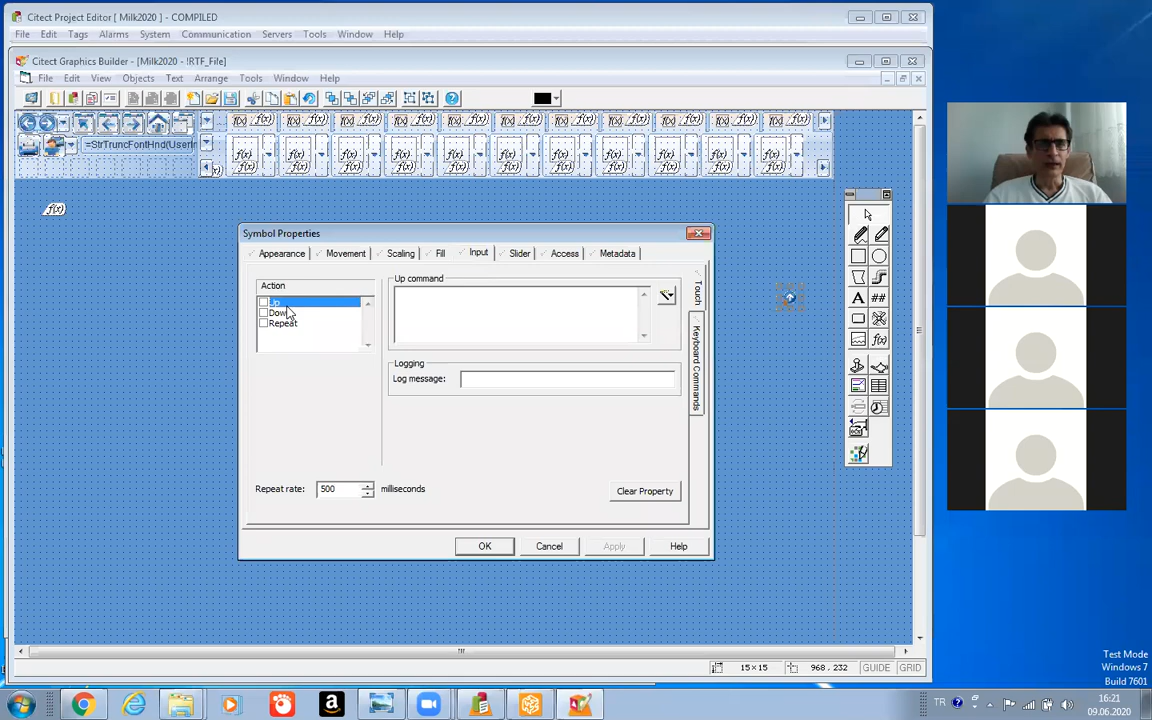 Citect Project Editor [ Milk2020 ] - COMPILED
File Edit Tags Alarms System Communication Servers Tools Window Help
Citect Graphics Builder - [Milk2020 - !RTF_File]
File Edit View Objects Text Arrange Tools Window Help
=StrTruncFontHnd(UserIr
f(x)
Symbol Properties
Appearance Movement Scaling Fill Input Slider Access Metadata
Action
Up
Down
Repeat
Up command
Logging
Log message:
Touch
Keyboard Commands
Repeat rate: 500 milliseconds
Clear Property
OK Cancel Apply Help
A ##
f(x)
15×15 968, 232 GUIDE GRID
Test Mode
Windows 7
Build 7601
TR 16:21
09.06.2020